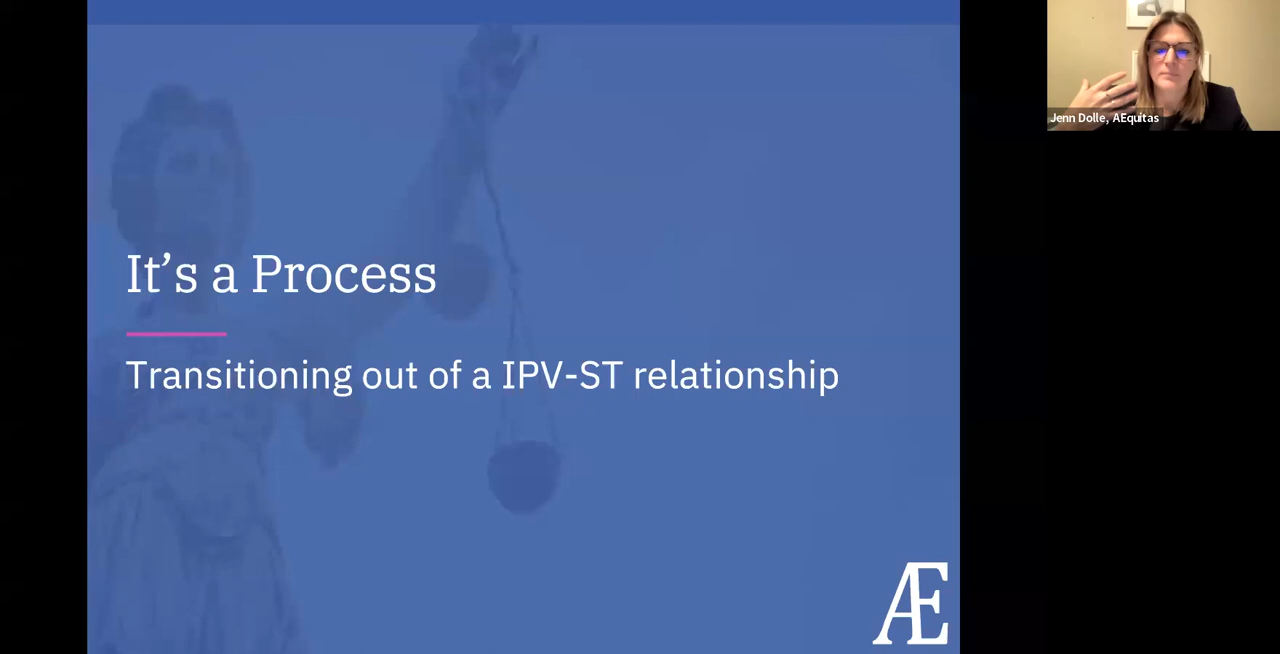 It’s a Process
Transitioning out of a IPV-ST relationship
Æ
Jenn Dolle, AEquitas